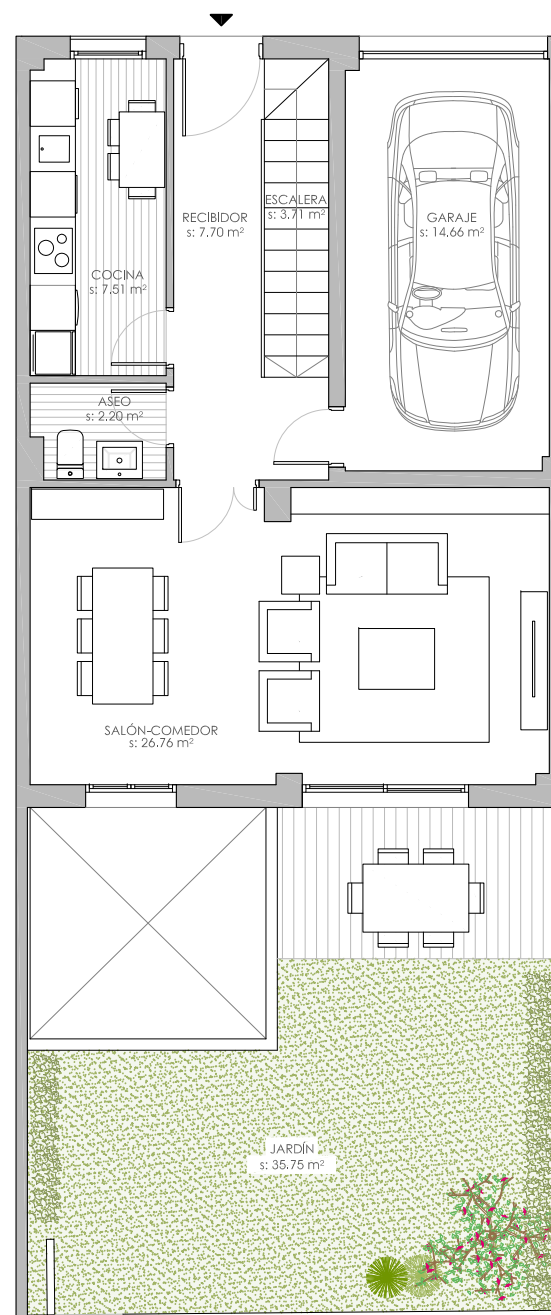 ESCALERA
s: 3.71 m²
RECIBIDOR
s: 7.70 m²
GARAJE
s: 14.66 m²
COCINA
s: 7.51 m²
ASEO
s: 2.20 m²
SALÓN-COMEDOR
s: 26.76 m²
JARDÍN
s: 35.75 m²